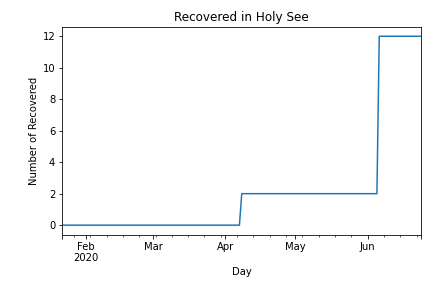 Recovered in Holy See
Number of Recovered
12
10
8
6
4
2
0
Feb
2020
Mar
Apr
May
Jun
Day